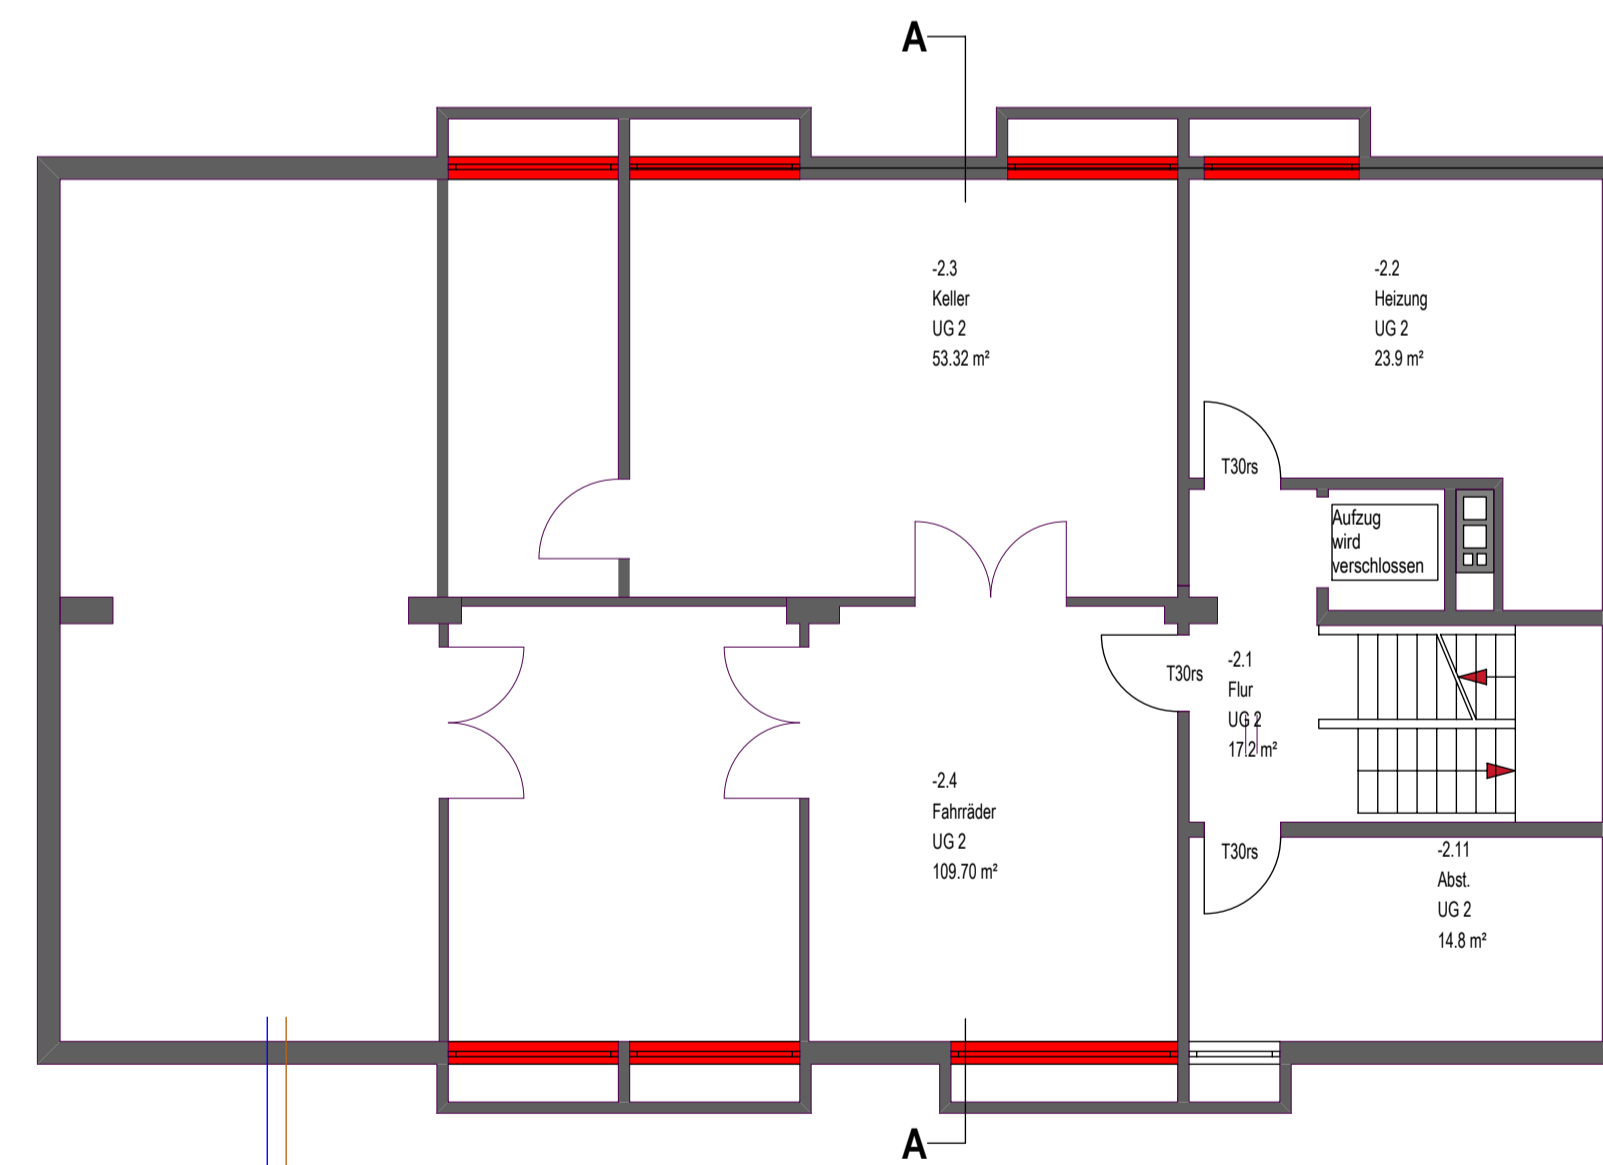 A
-2.3
Keller
UG 2
53.32 m²
-2.2
Heizung
UG 2
23.9 m²
T30rs
Aufzug
wird
verschlossen
T30rs
-2.1
Flur
UG 2
17.2 m²
-2.4
Fahrräder
UG 2
109.70 m²
T30rs
-2.11
Abst.
UG 2
14.8 m²
A